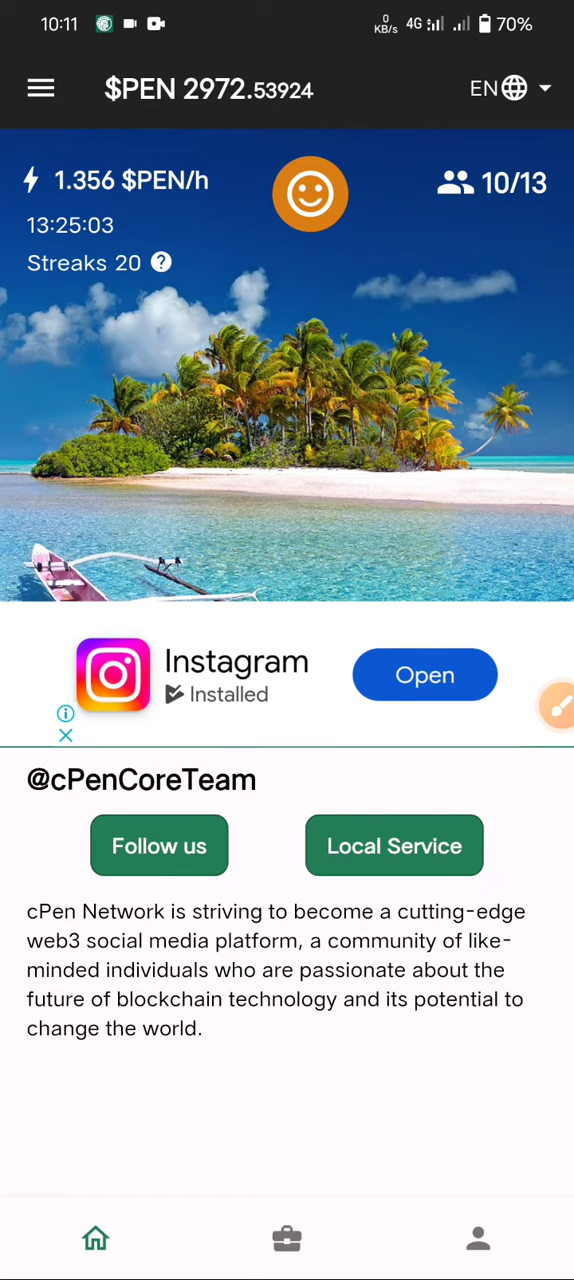 10:11 0 KB/s 4G 70%
$PEN 2972.53924 EN
1.356 $PEN/h 10/13
13:25:03
Streaks 20 ?
Instagram
Installed
Open
@cPenCoreTeam
Follow us Local Service
cPen Network is striving to become a cutting-edge
web3 social media platform, a community of like-
minded individuals who are passionate about the
future of blockchain technology and its potential to
change the world.